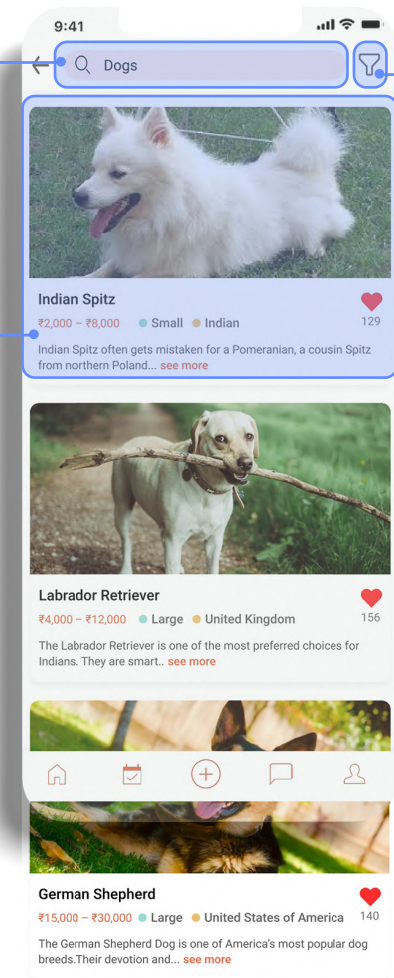 9:41
Dogs
Indian Spitz
₹2,000 – ₹8,000 Small Indian 129
Indian Spitz often gets mistaken for a Pomeranian, a cousin Spitz
from northern Poland... see more
Labrador Retriever
₹4,000 – ₹12,000 Large United Kingdom 156
The Labrador Retriever is one of the most preferred choices for
Indians. They are smart.. see more
German Shepherd
₹15,000 – ₹30,000 Large United States of America 140
The German Shepherd Dog is one of America's most popular dog
breeds.Their devotion and... see more